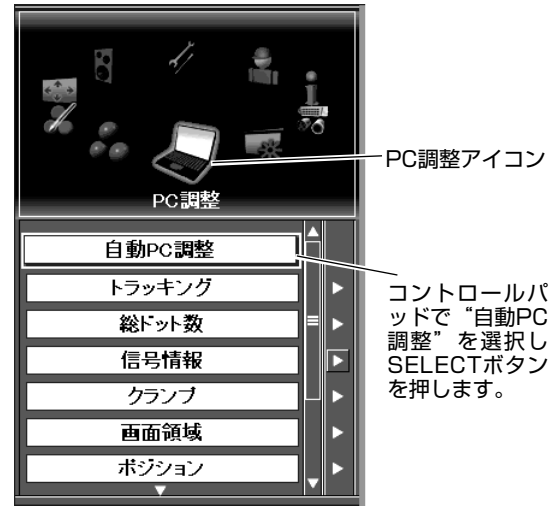 PC調整
自動PC調整
トラッキング
総ドット数
信号情報
クランプ
画面領域
ポジション
PC調整アイコン
コントロールパ
ッドで“自動PC
調整”を選択し
SELECTボタン
を押します。